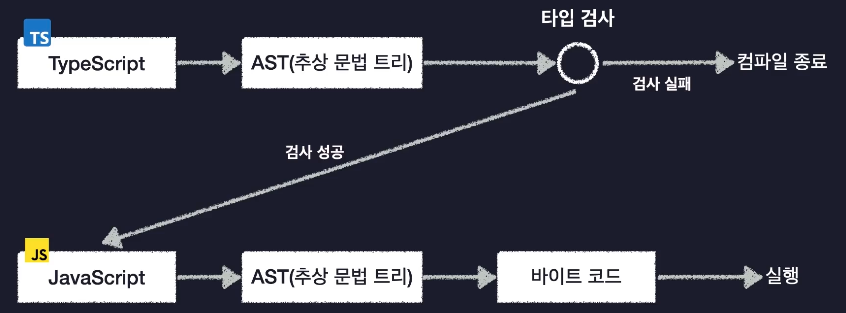 타입 검사
TS
TypeScript
AST(추상 문법 트리)
컴파일 종료
검사 실패
검사 성공
JS
JavaScript
AST(추상 문법 트리)
바이트 코드
실행